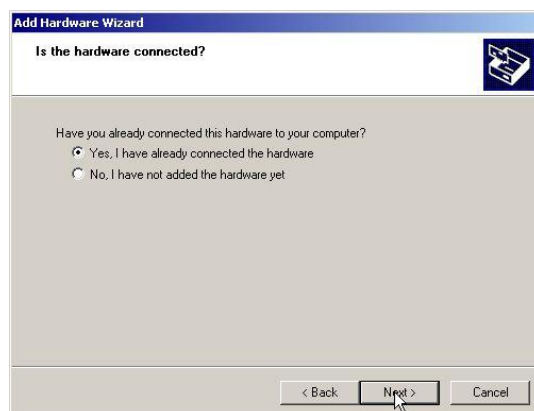 Add Hardware Wizard
Is the hardware connected?
Have you already connected this hardware to your computer?
Yes, I have already connected the hardware
No, I have not added the hardware yet
< Back Next > Cancel